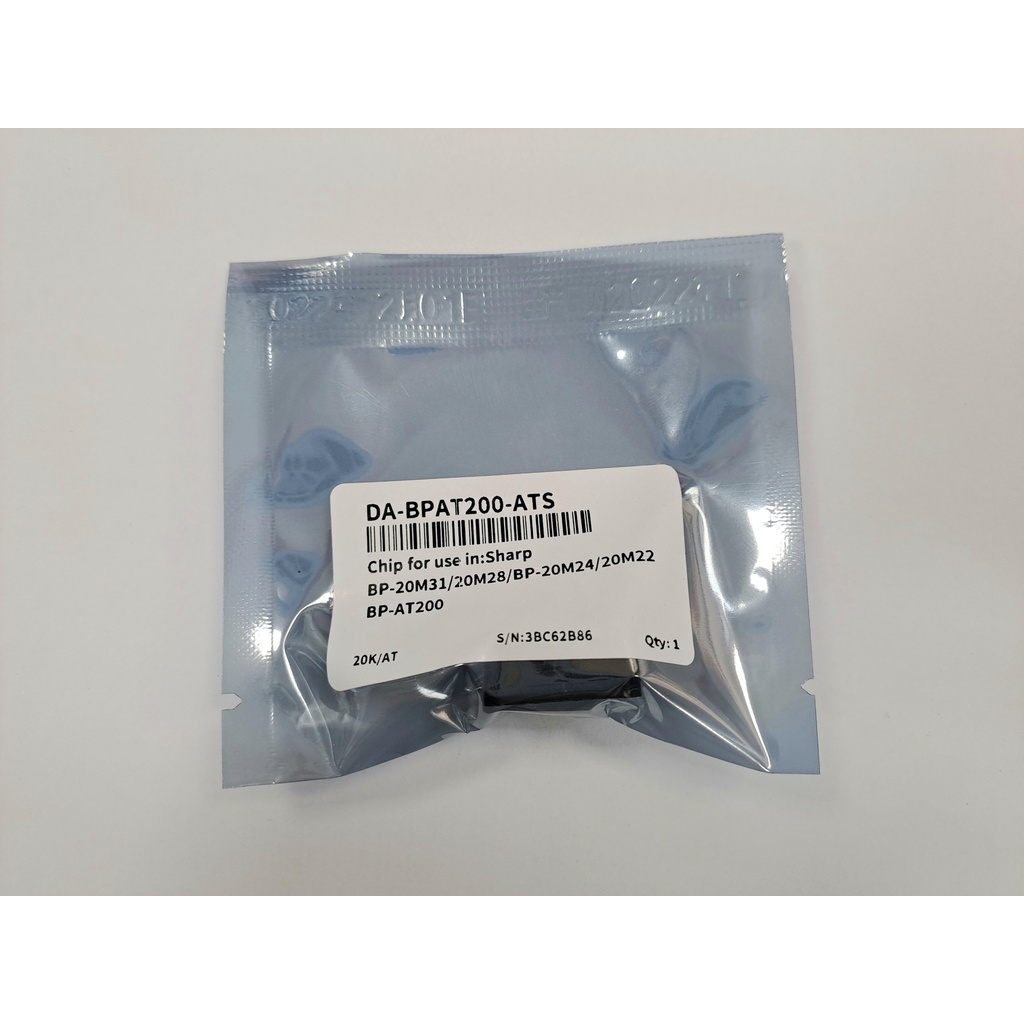 DA-BPAT200-ATS
Chip for use in:Sharp
BP-20M31/20M28/BP-20M24/20M22
BP-AT200
20K/AT
S/N:3BC62B86
Qty: 1